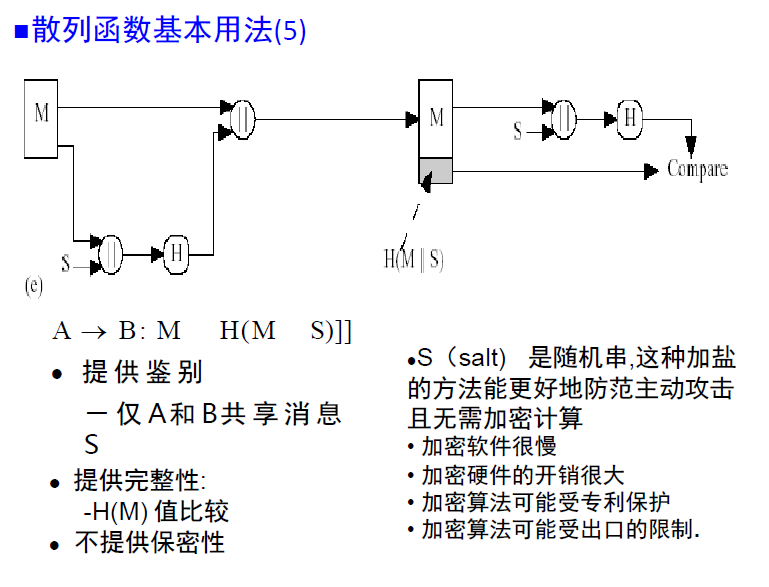 ■散列函数基本用法(5)
M
||
M
S
||
H
Compare
S
||
H
H(M || S)
(e)
A → B: M H(M S)]]
● 提供鉴别
－仅A和B共享消息
S
● 提供完整性:
-H(M) 值比较
● 不提供保密性
●S（salt) 是随机串,这种加盐
的方法能更好地防范主动攻击
且无需加密计算
• 加密软件很慢
• 加密硬件的开销很大
• 加密算法可能受专利保护
• 加密算法可能受出口的限制.